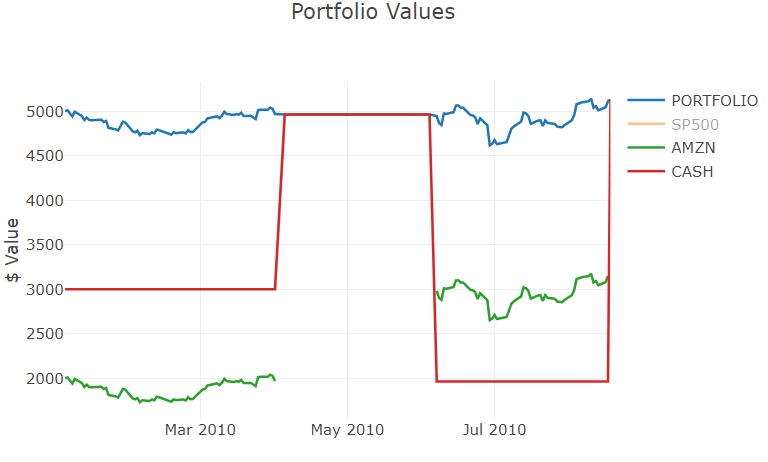 Portfolio Values
$ Value
5000
4500
4000
3500
3000
2500
2000
Mar 2010
May 2010
Jul 2010
PORTFOLIO
SP500
AMZN
CASH